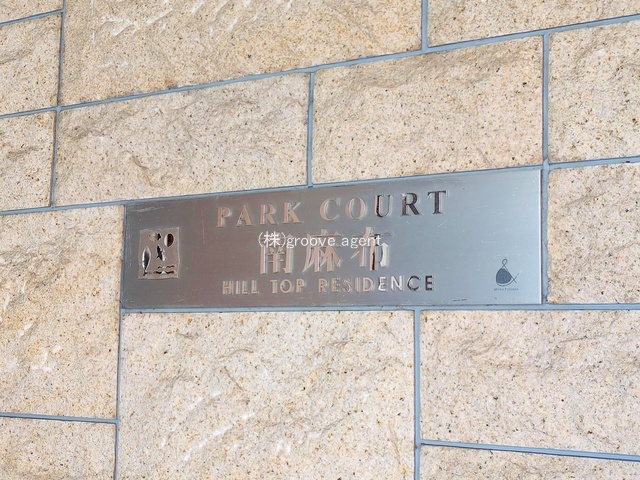 PARK COURT
(株)groove agent
南麻布
HILL TOP RESIDENCE